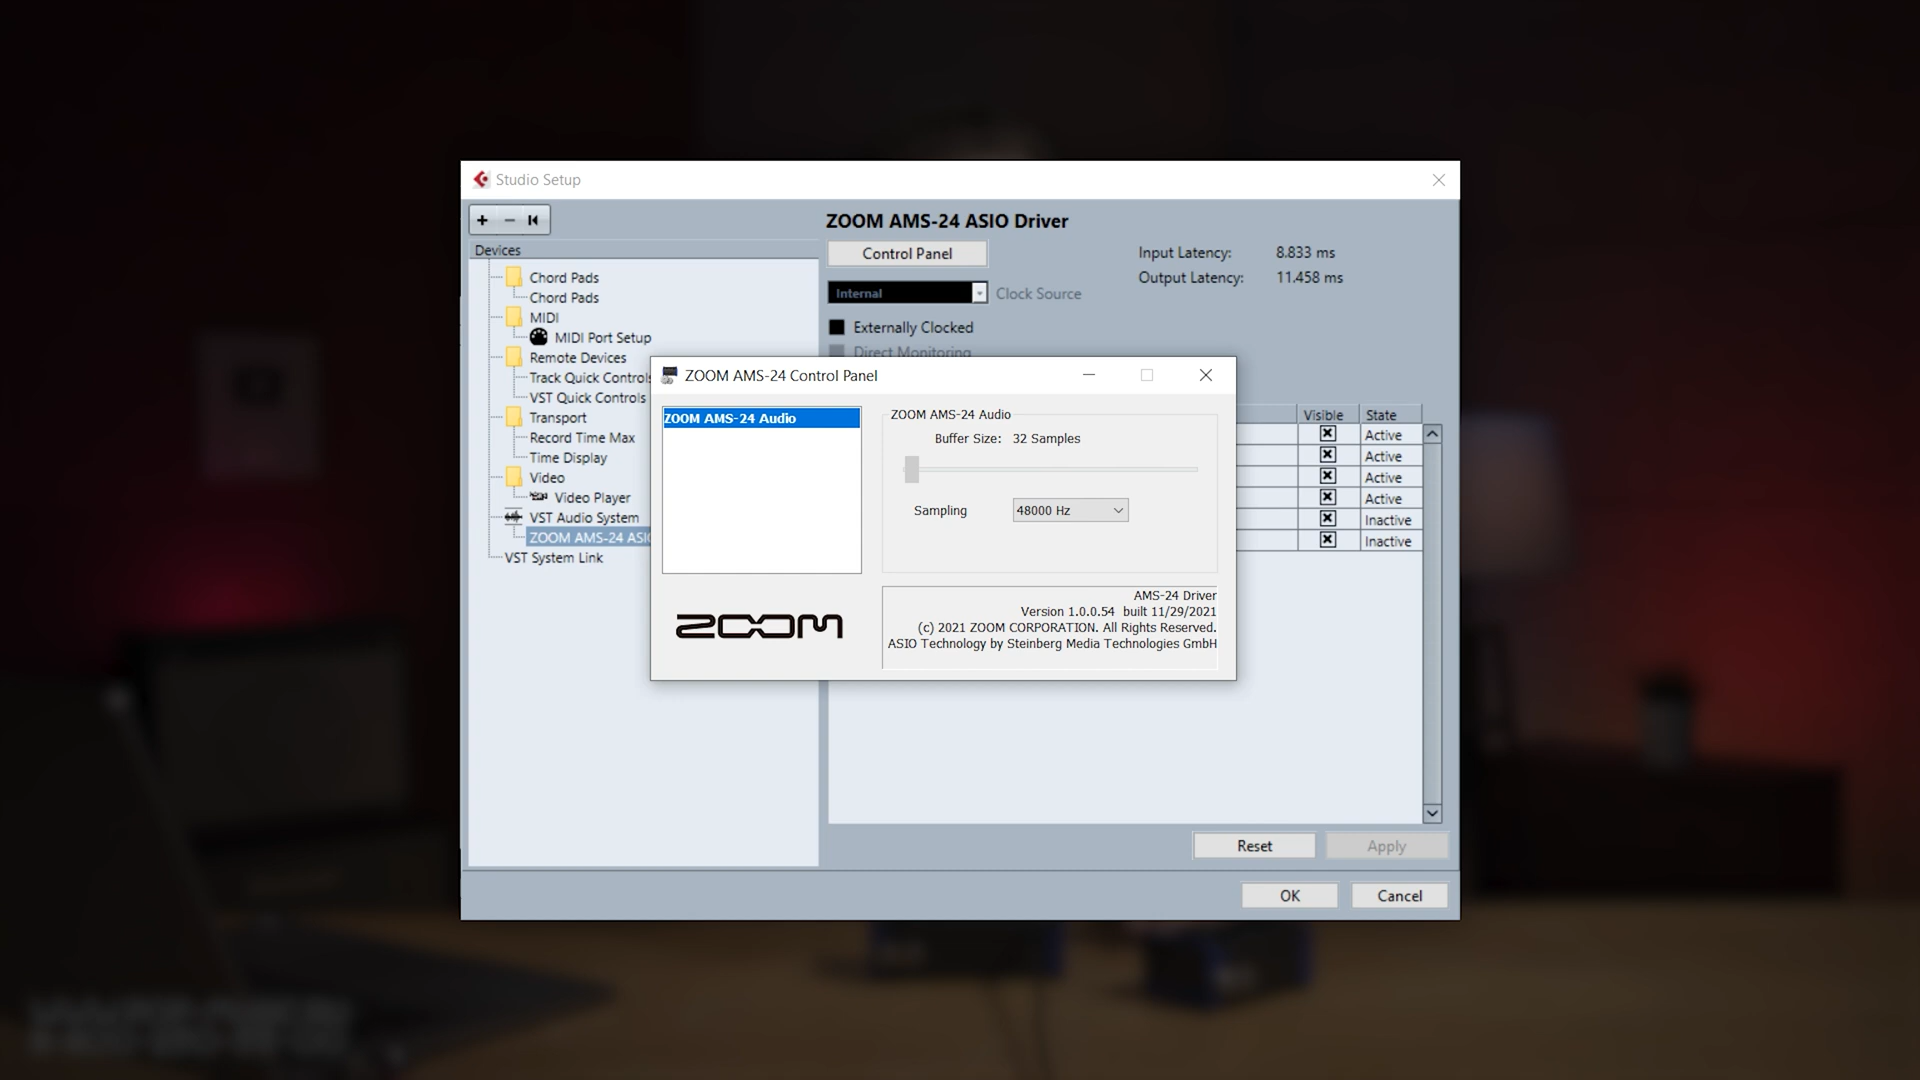 Studio Setup
ZOOM AMS-24 ASIO Driver
Devices
Control Panel
Input Latency: 8.833 ms
Output Latency: 11.458 ms
Internal
Clock Source
Externally Clocked
Direct Monitoring
Chord Pads
Chord Pads
MIDI
MIDI Port Setup
Remote Devices
Track Quick Controls
VST Quick Controls
Transport
Record Time Max
Time Display
Video
Video Player
VST Audio System
ZOOM AMS-24 ASIO
VST System Link
ZOOM AMS-24 Control Panel
ZOOM AMS-24 Audio
ZOOM AMS-24 Audio
Buffer Size: 32 Samples
Sampling 48000 Hz
ZOOM
AMS-24 Driver
Version 1.0.0.54 built 11/29/2021
(c) 2021 ZOOM CORPORATION. All Rights Reserved.
ASIO Technology by Steinberg Media Technologies GmbH
Visible State
Active
Active
Active
Active
Inactive
Inactive
Reset Apply
OK Cancel